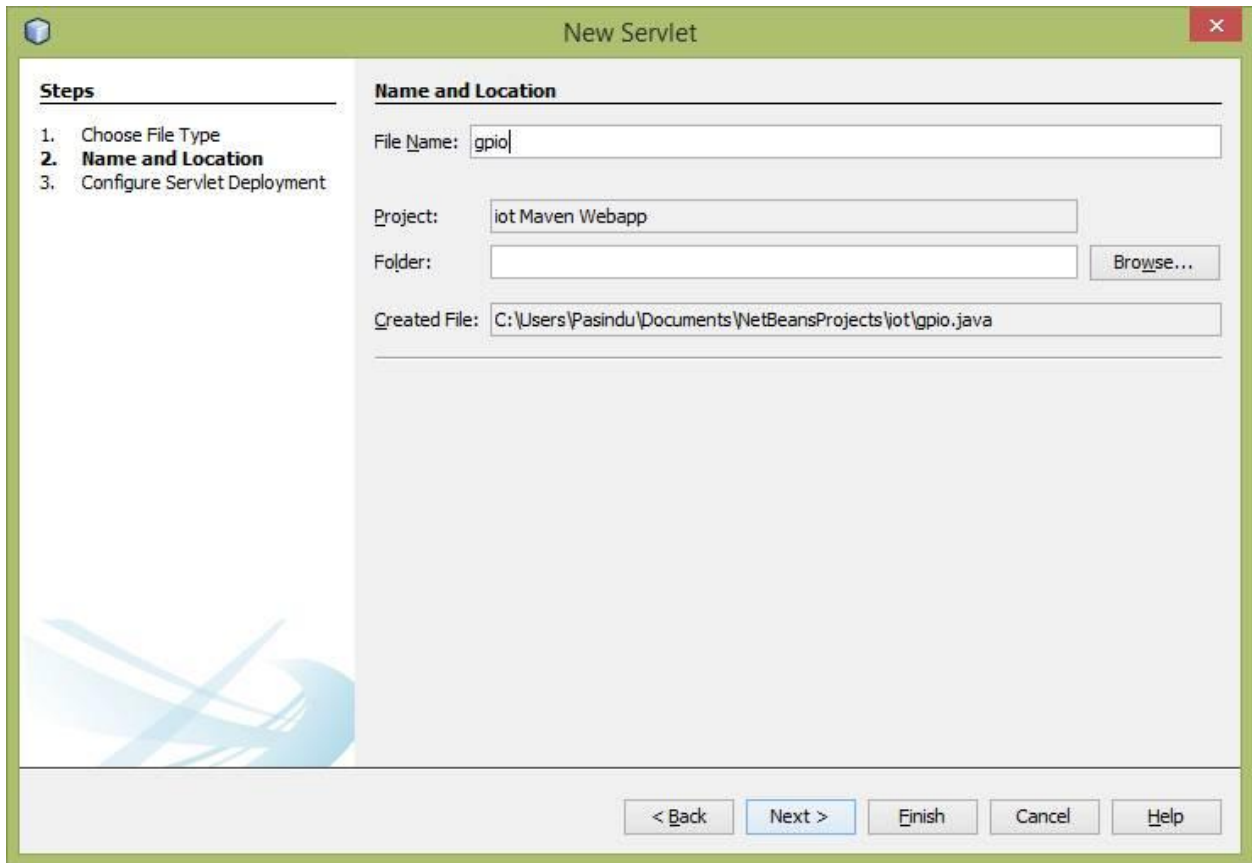 New Servlet
Steps
1. Choose File Type
2. Name and Location
3. Configure Servlet Deployment
Name and Location
File Name: gpio
Project: iot Maven Webapp
Folder: Browse...
Created File: C:\Users\Pasindu\Documents\NetBeansProjects\iot\gpio.java
< Back Next > Finish Cancel Help